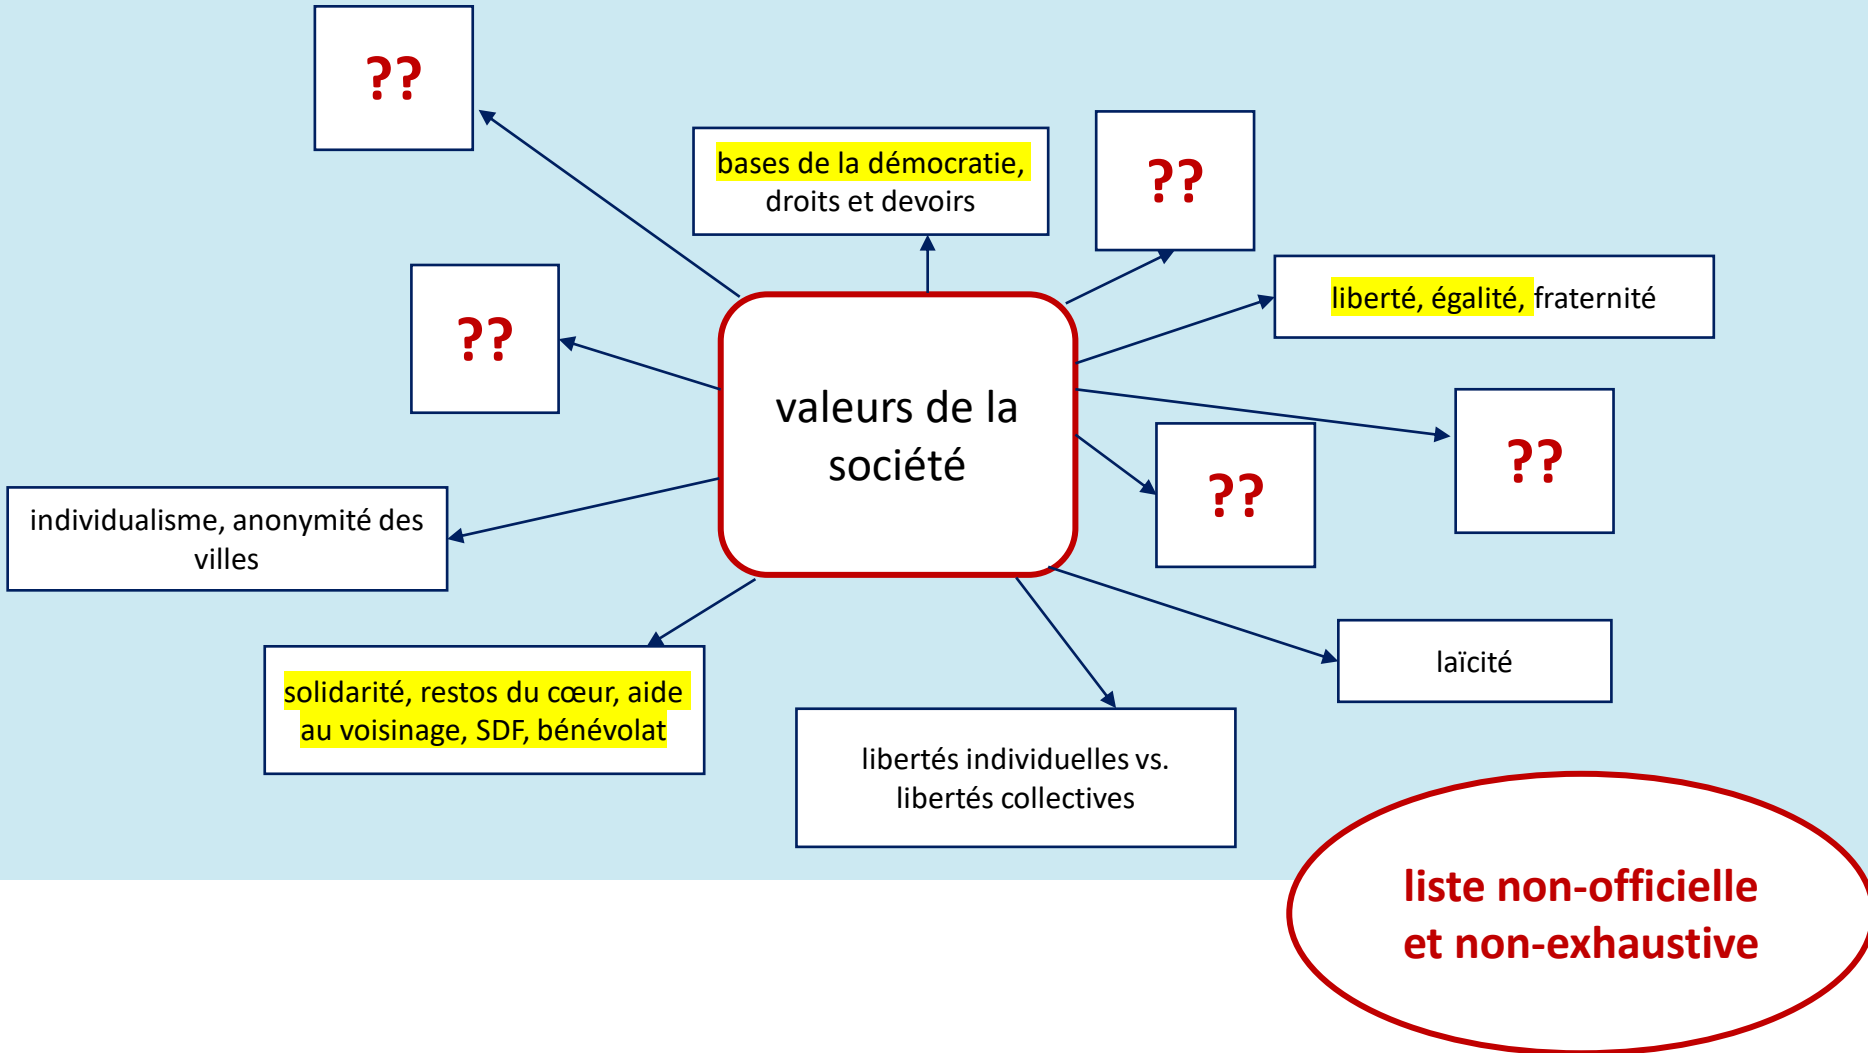 ??
bases de la démocratie,
droits et devoirs
??
liberté, égalité, fraternité
??
valeurs de la
société
??
??
individualisme, anonymité des
villes
solidarité, restos du cœur, aide
au voisinage, SDF, bénévolat
libertés individuelles vs.
libertés collectives
laïcité
liste non-officielle
et non-exhaustive